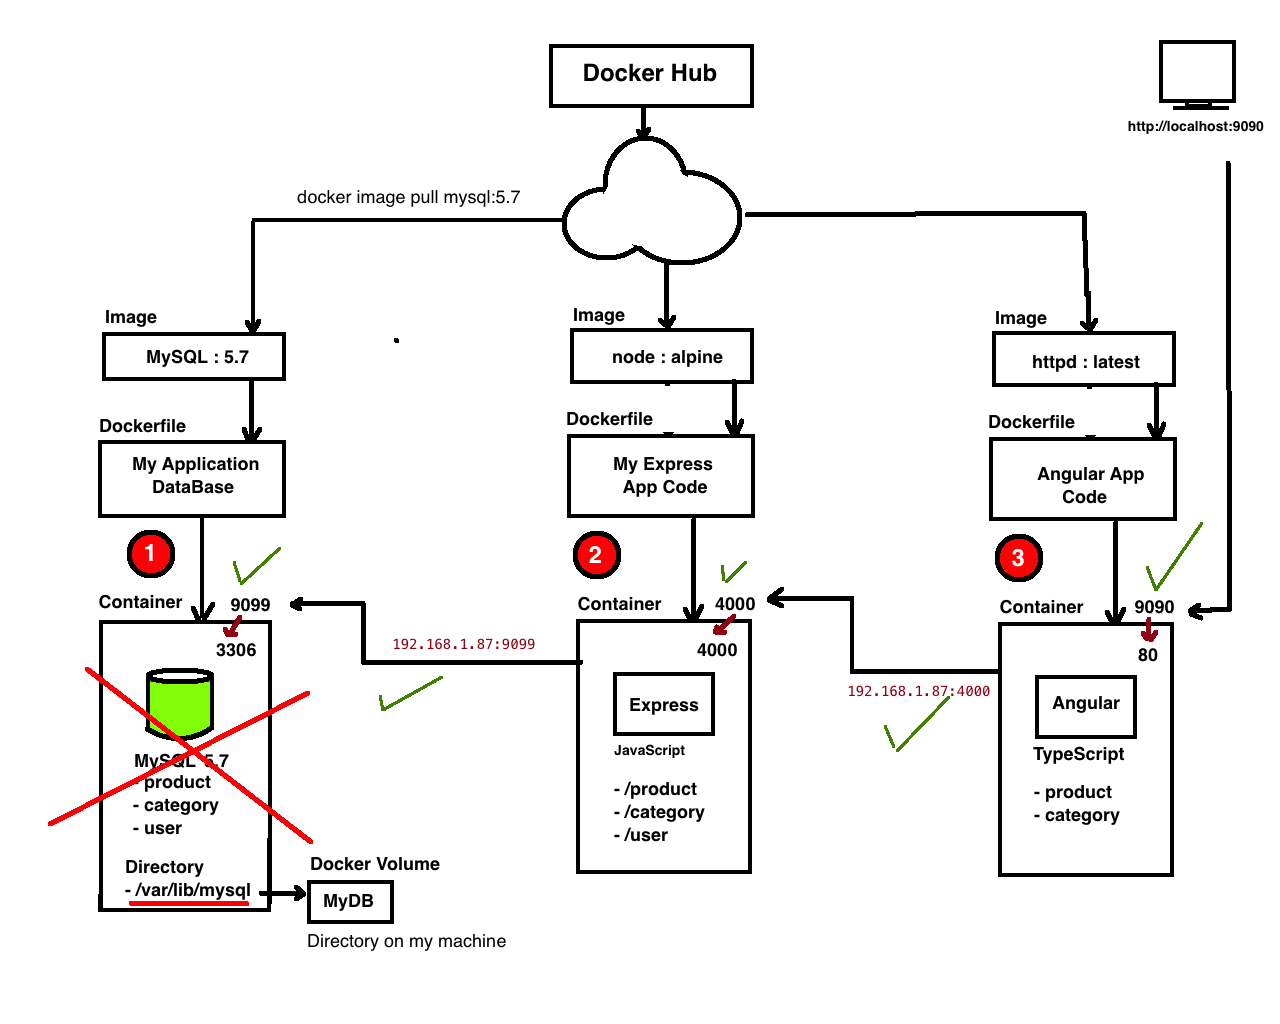 Docker Hub
http://localhost:9090
docker image pull mysql:5.7
Image
MySQL : 5.7
Dockerfile
My Application
DataBase
1
Container
9099
3306
MySQL 5.7
- product
- category
- user
Directory
- /var/lib/mysql
Docker Volume
MyDB
Directory on my machine
192.168.1.87:9099
Image
node : alpine
Dockerfile
My Express
App Code
2
Container
4000
4000
Express
JavaScript
- /product
- /category
- /user
192.168.1.87:4000
Image
httpd : latest
Dockerfile
Angular App
Code
3
Container
9090
80
Angular
TypeScript
- product
- category